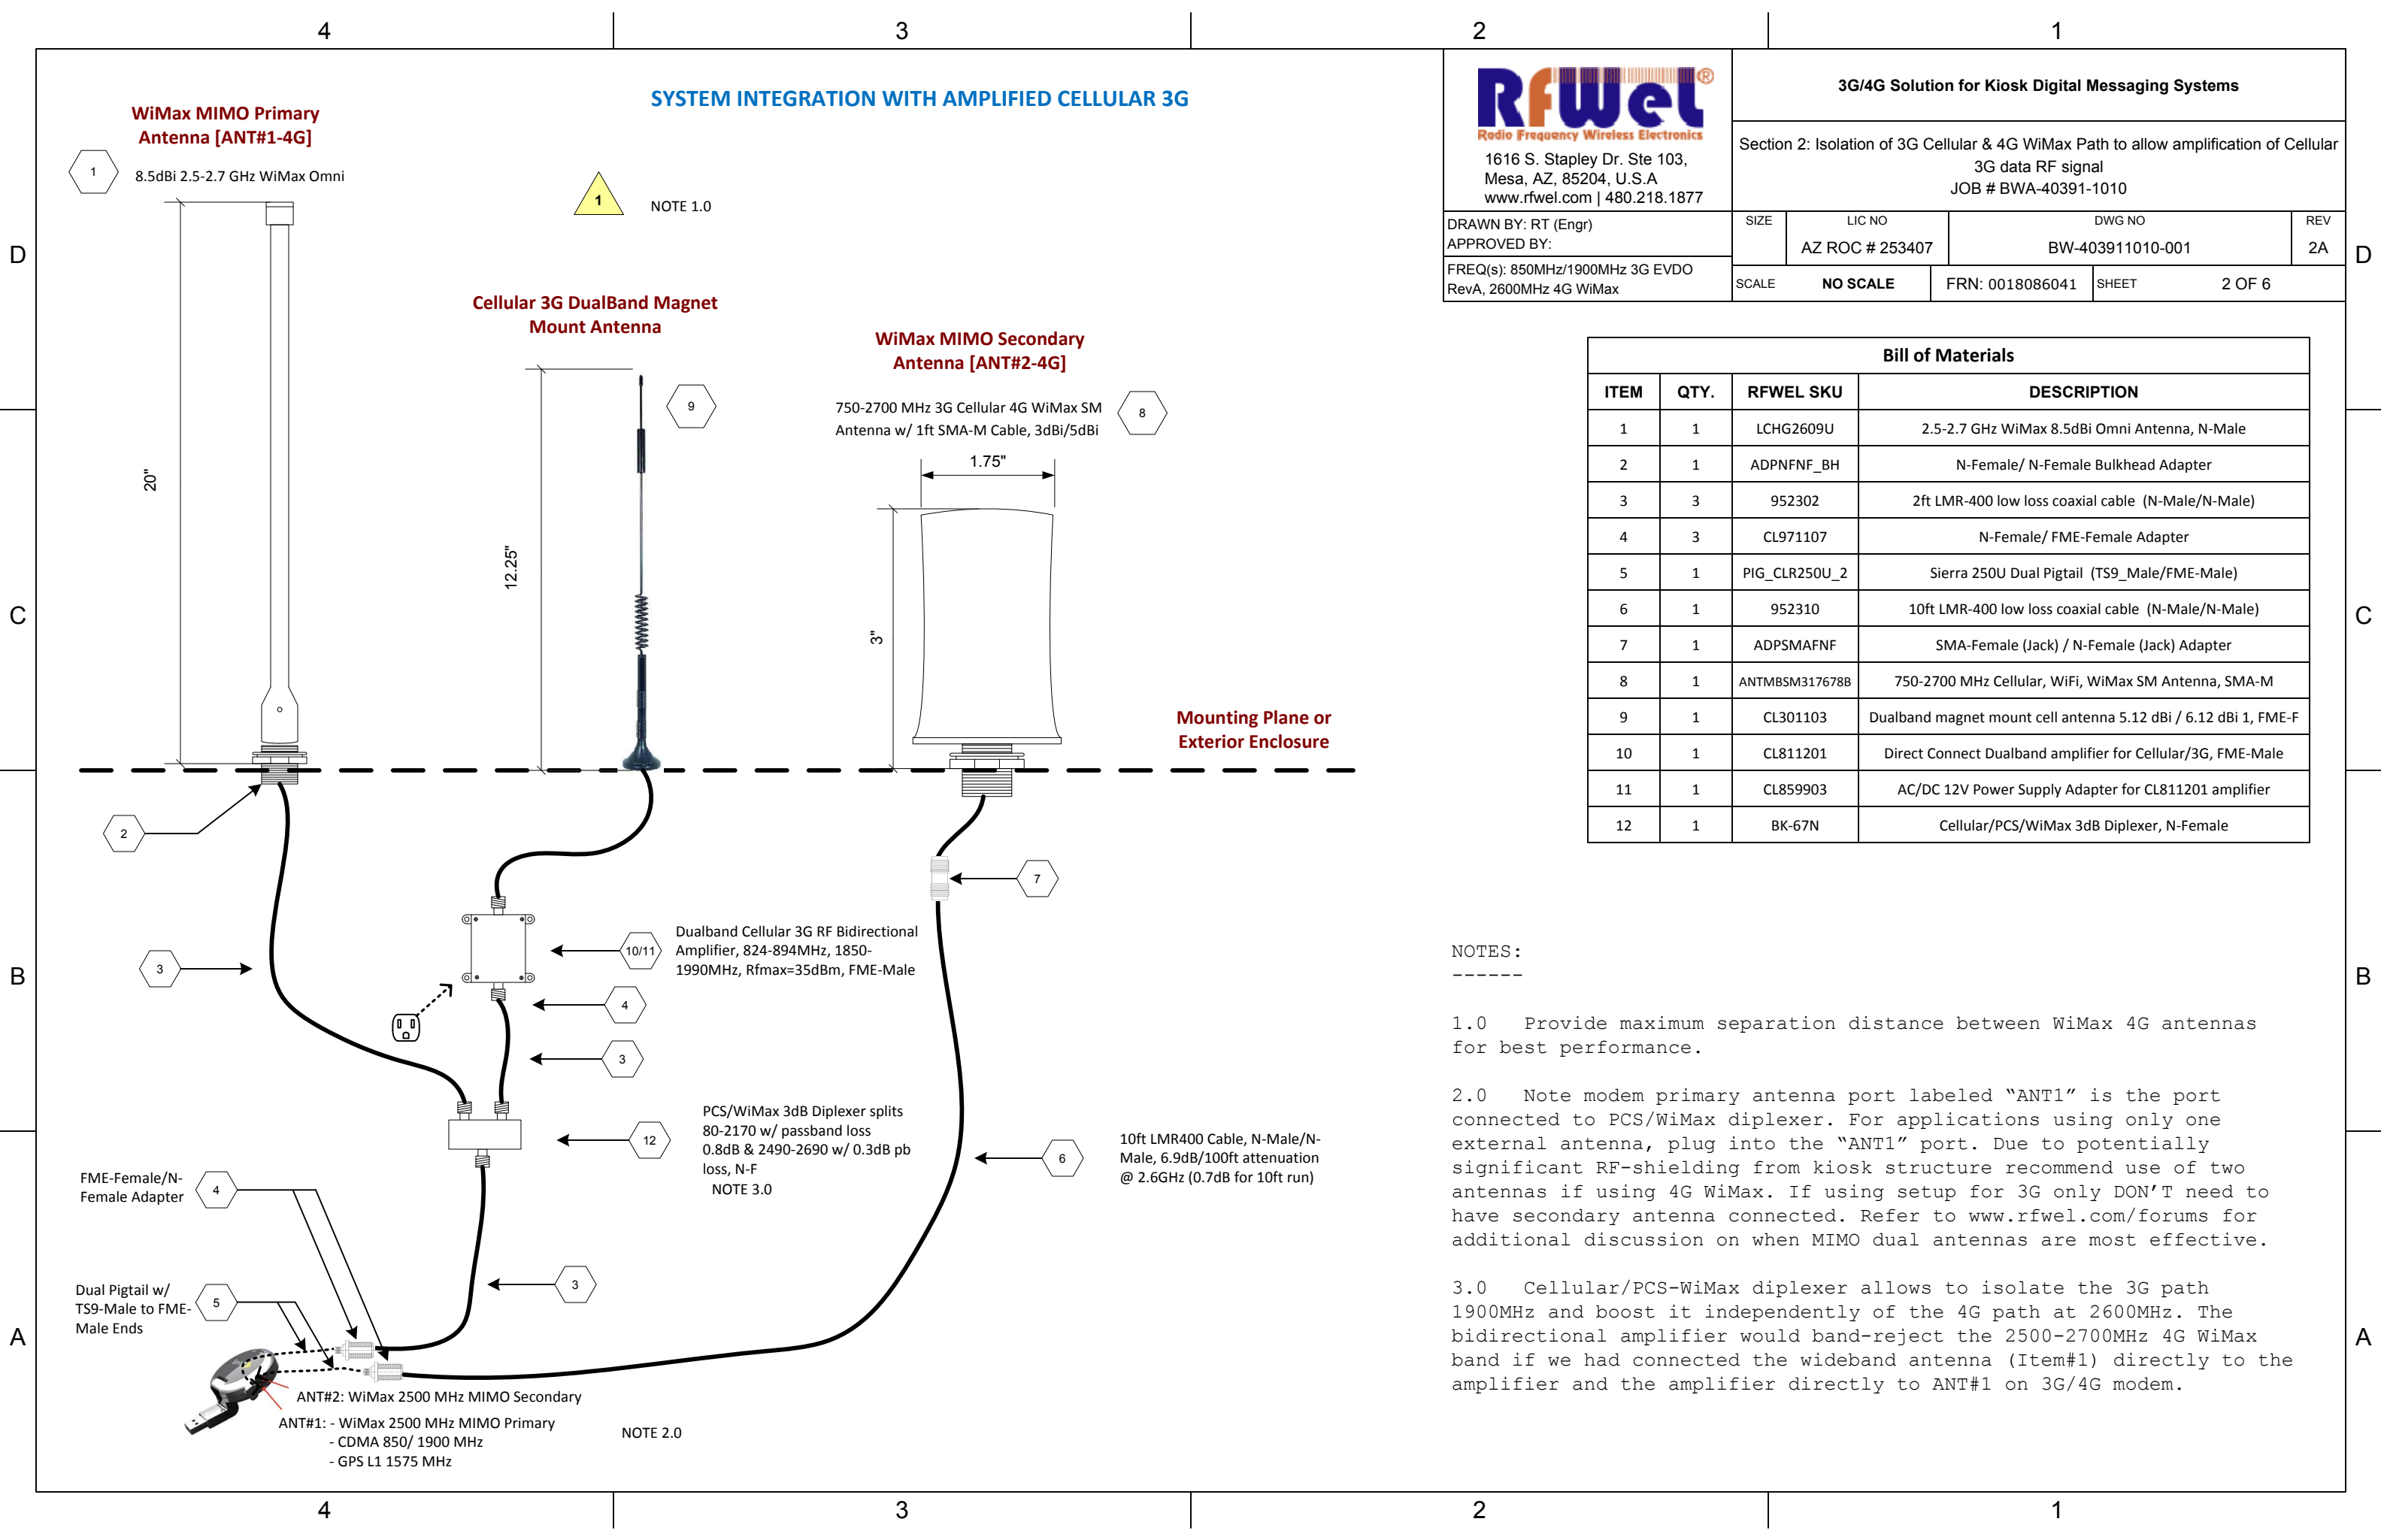 4
3
2
1
SYSTEM INTEGRATION WITH AMPLIFIED CELLULAR 3G
WiMax MIMO Primary
Antenna [ANT#1-4G]
1
8.5dBi 2.5-2.7 GHz WiMax Omni
1
NOTE 1.0
Cellular 3G DualBand Magnet
Mount Antenna
9
WiMax MIMO Secondary
Antenna [ANT#2-4G]
750-2700 MHz 3G Cellular 4G WiMax SM
Antenna w/ 1ft SMA-M Cable, 3dBi/5dBi
8
1.75"
20"
12.25"
3"
Mounting Plane or
Exterior Enclosure
2
7
3
10/11
Dualband Cellular 3G RF Bidirectional
Amplifier, 824-894MHz, 1850-
1990MHz, Rfmax=35dBm, FME-Male
4
3
12
PCS/WiMax 3dB Diplexer splits
80-2170 w/ passband loss
0.8dB & 2490-2690 w/ 0.3dB pb
loss, N-F
NOTE 3.0
6
10ft LMR400 Cable, N-Male/N-
Male, 6.9dB/100ft attenuation
@ 2.6GHz (0.7dB for 10ft run)
FME-Female/N-
Female Adapter
4
3
Dual Pigtail w/
TS9-Male to FME-
Male Ends
5
ANT#2: WiMax 2500 MHz MIMO Secondary
ANT#1: - WiMax 2500 MHz MIMO Primary
- CDMA 850/ 1900 MHz
- GPS L1 1575 MHz
NOTE 2.0
RfWel®
Radio Frequency Wireless Electronics
1616 S. Stapley Dr. Ste 103,
Mesa, AZ, 85204, U.S.A
www.rfwel.com | 480.218.1877
3G/4G Solution for Kiosk Digital Messaging Systems
Section 2: Isolation of 3G Cellular & 4G WiMax Path to allow amplification of Cellular
3G data RF signal
JOB # BWA-40391-1010
DRAWN BY: RT (Engr)
APPROVED BY:
SIZE
LIC NO
AZ ROC # 253407
DWG NO
BW-403911010-001
REV
2A
FREQ(s): 850MHz/1900MHz 3G EVDO
RevA, 2600MHz 4G WiMax
SCALE NO SCALE FRN: 0018086041 SHEET 2 OF 6
Bill of Materials
ITEM QTY. RFWEL SKU DESCRIPTION
1 1 LCHG2609U 2.5-2.7 GHz WiMax 8.5dBi Omni Antenna, N-Male
2 1 ADPNFNF_BH N-Female/ N-Female Bulkhead Adapter
3 3 952302 2ft LMR-400 low loss coaxial cable (N-Male/N-Male)
4 3 CL971107 N-Female/ FME-Female Adapter
5 1 PIG_CLR250U_2 Sierra 250U Dual Pigtail (TS9_Male/FME-Male)
6 1 952310 10ft LMR-400 low loss coaxial cable (N-Male/N-Male)
7 1 ADPSMAFNF SMA-Female (Jack) / N-Female (Jack) Adapter
8 1 ANTMBSM317678B 750-2700 MHz Cellular, WiFi, WiMax SM Antenna, SMA-M
9 1 CL301103 Dualband magnet mount cell antenna 5.12 dBi / 6.12 dBi 1, FME-F
10 1 CL811201 Direct Connect Dualband amplifier for Cellular/3G, FME-Male
11 1 CL859903 AC/DC 12V Power Supply Adapter for CL811201 amplifier
12 1 BK-67N Cellular/PCS/WiMax 3dB Diplexer, N-Female
NOTES:
------
1.0 Provide maximum separation distance between WiMax 4G antennas
for best performance.
2.0 Note modem primary antenna port labeled “ANT1” is the port
connected to PCS/WiMax diplexer. For applications using only one
external antenna, plug into the “ANT1” port. Due to potentially
significant RF-shielding from kiosk structure recommend use of two
antennas if using 4G WiMax. If using setup for 3G only DON’T need to
have secondary antenna connected. Refer to www.rfwel.com/forums for
additional discussion on when MIMO dual antennas are most effective.
3.0 Cellular/PCS-WiMax diplexer allows to isolate the 3G path
1900MHz and boost it independently of the 4G path at 2600MHz. The
bidirectional amplifier would band-reject the 2500-2700MHz 4G WiMax
band if we had connected the wideband antenna (Item#1) directly to the
amplifier and the amplifier directly to ANT#1 on 3G/4G modem.
D
D
C
C
B
B
A
A
4
3
2
1